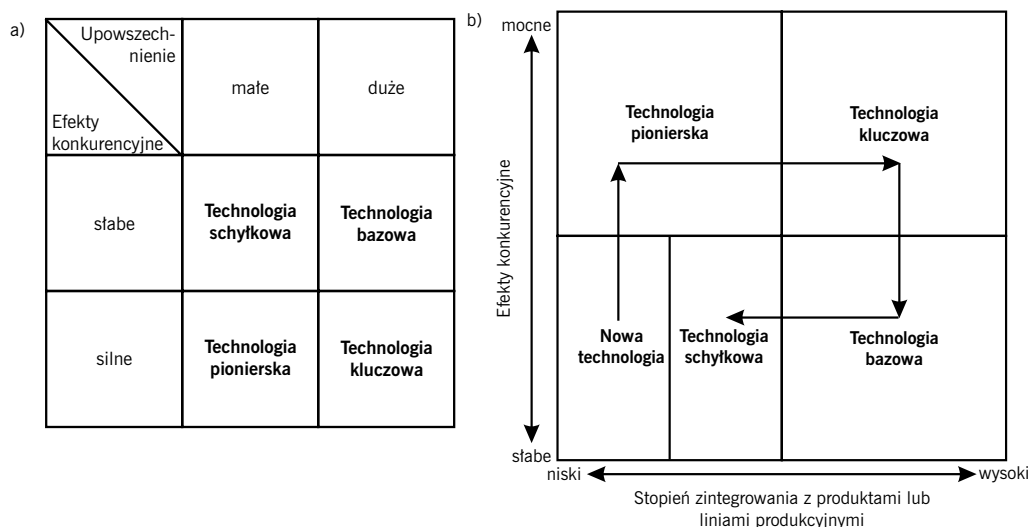 a)
Upowszech-
nienie
Efekty
konkurencyjne
małe
duże
słabe
Technologia
schyłkowa
Technologia
bazowa
silne
Technologia
pionierska
Technologia
kluczowa
b)
mocne
Efekty konkurencyjne
słabe
Technologia
pionierska
Technologia
kluczowa
Nowa
technologia
Technologia
schyłkowa
Technologia
bazowa
niski
wysoki
Stopień zintegrowania z produktami lub
liniami produkcyjnymi